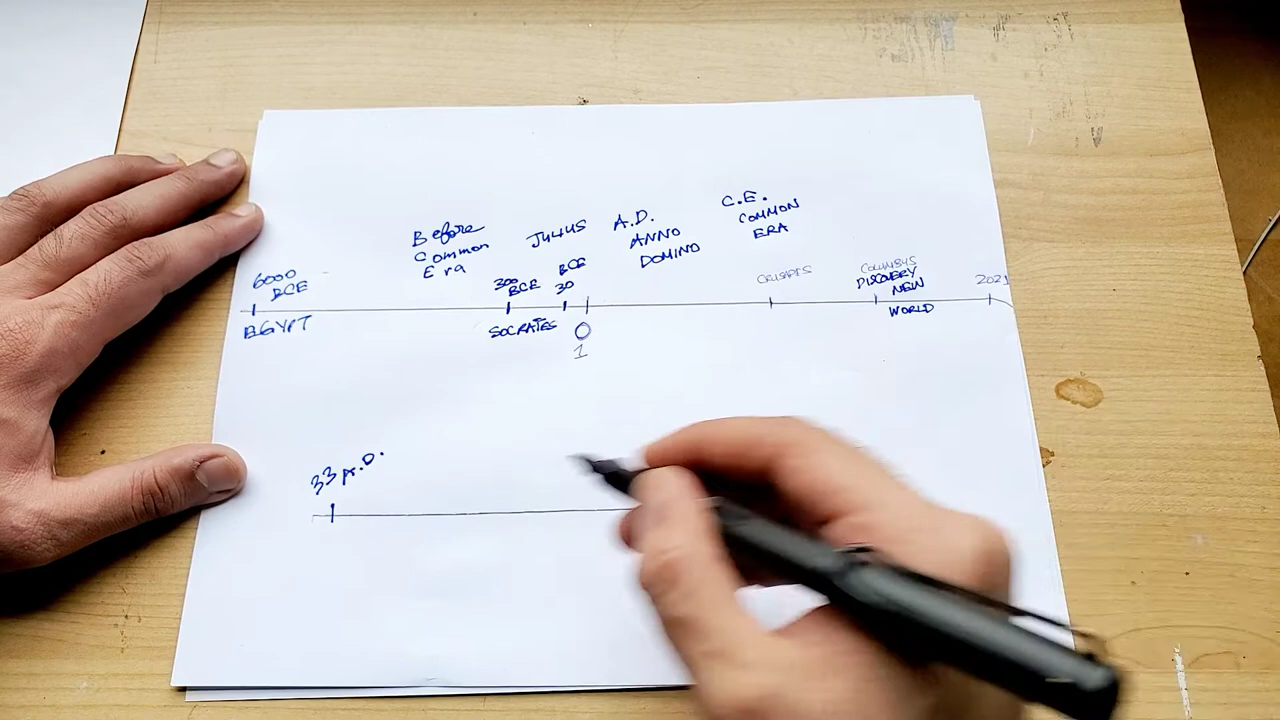 6000
BCE
EGYPT
Before
Common
Era
300
BCE
SOCRATES
JULIUS
BCE
30
0
1
A.D.
ANNO
DOMINO
C.E.
COMMON
ERA
CRUSADES
COLUMBUS
DISCOVERY
NEW
WORLD
2021
33 A.D.